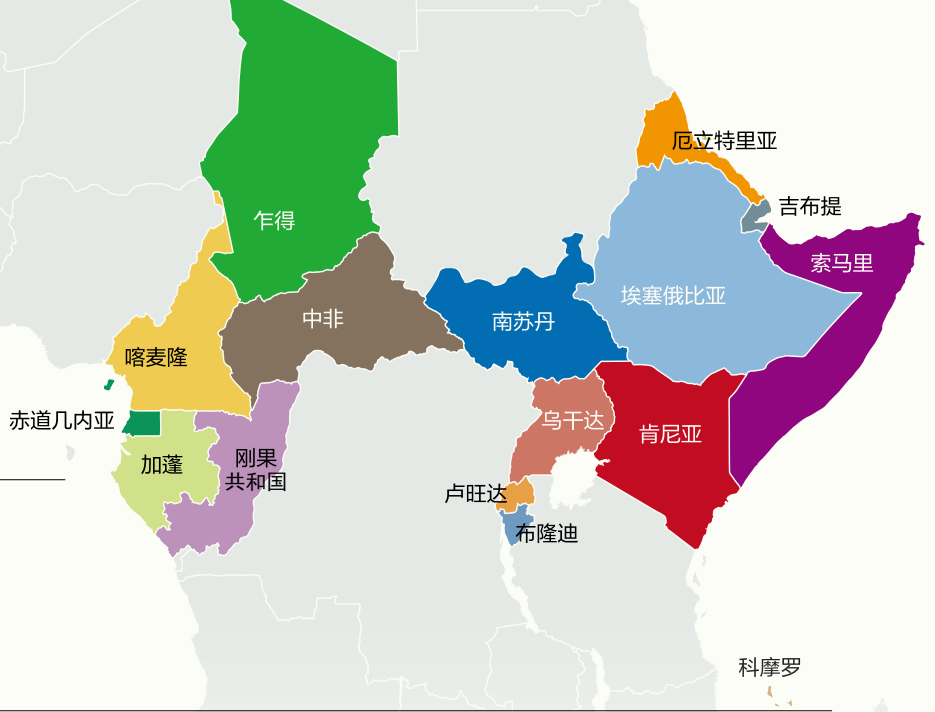 厄立特里亚
吉布提
乍得
索马里
埃塞俄比亚
中非
南苏丹
喀麦隆
赤道几内亚
乌干达
肯尼亚
加蓬
刚果
共和国
卢旺达
布隆迪
科摩罗